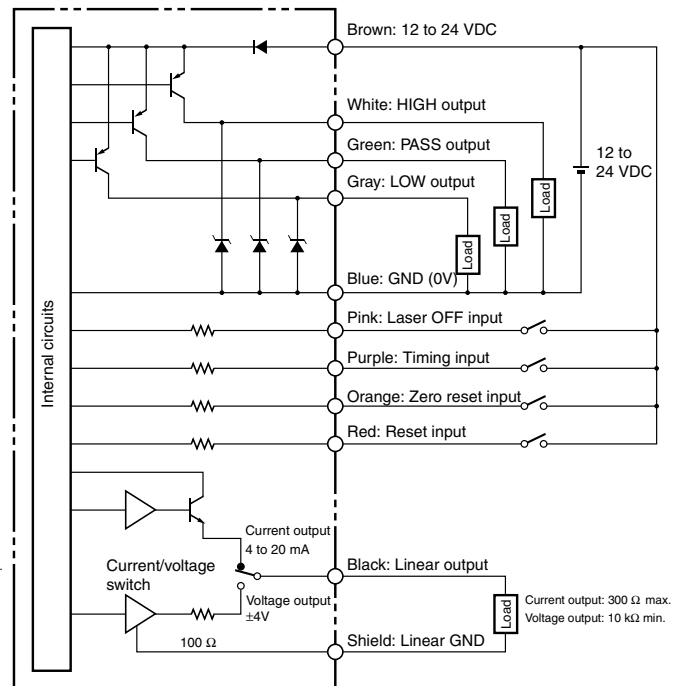 Brown: 12 to 24 VDC
White: HIGH output
Green: PASS output
Gray: LOW output
12 to
24 VDC
Load
Load
Load
Blue: GND (0V)
Internal circuits
Pink: Laser OFF input
Purple: Timing input
Orange: Zero reset input
Red: Reset input
Current output
4 to 20 mA
Current/voltage
switch
Black: Linear output
Voltage output
±4V
Load
Current output: 300 Ω max.
Voltage output: 10 kΩ min.
100 Ω
Shield: Linear GND